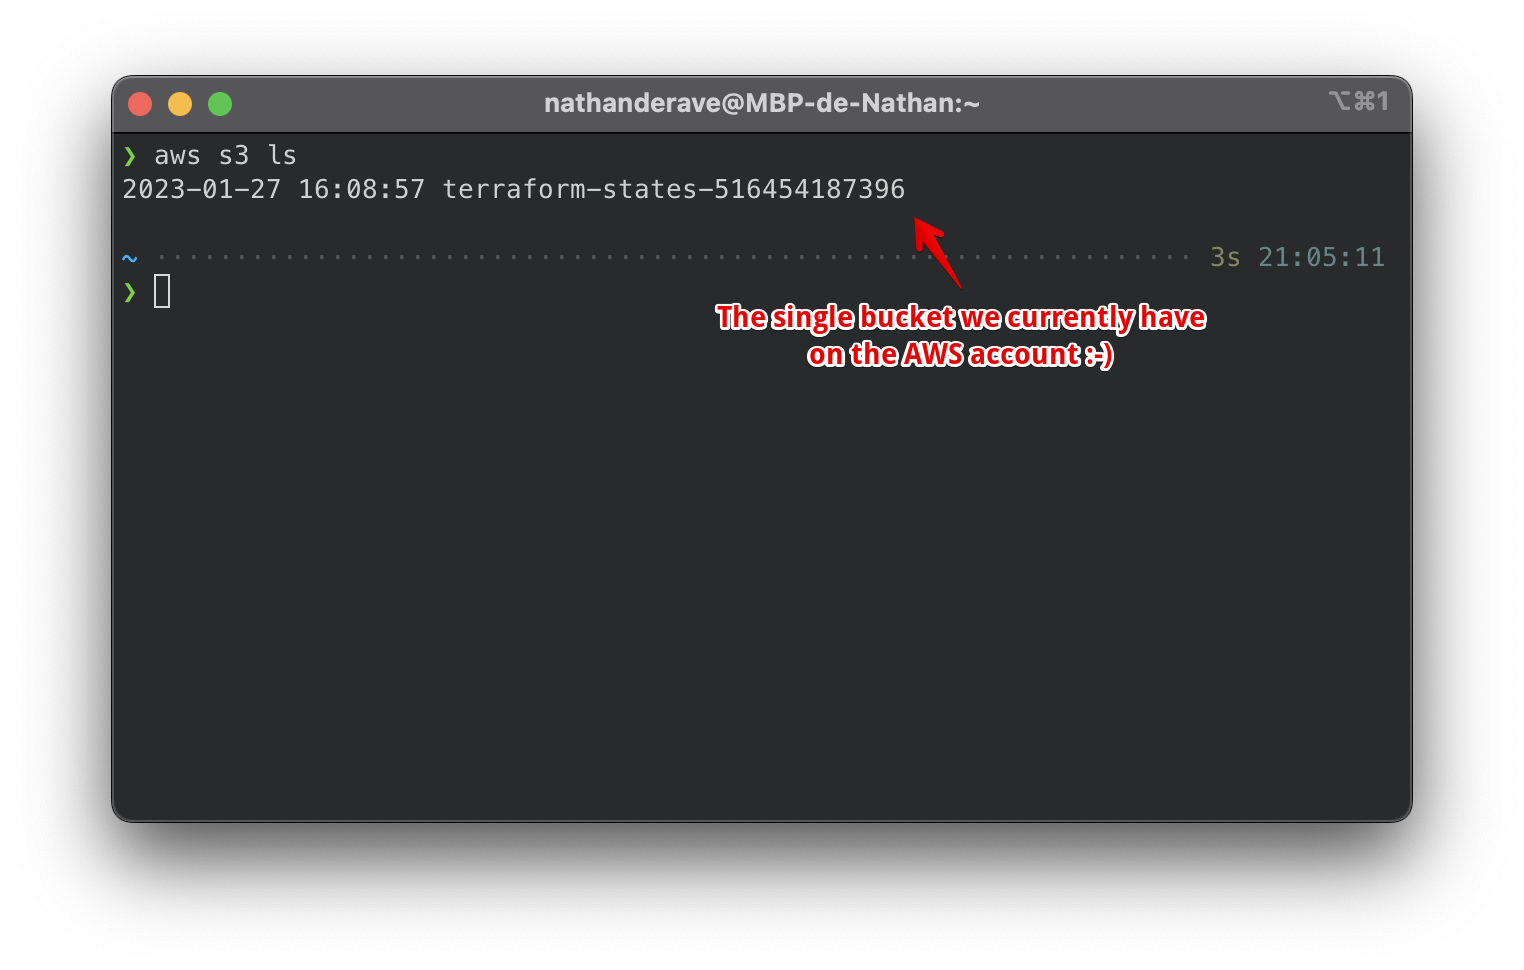 nathanderave@MBP-de-Nathan:~ ⌥⌘1
❯ aws s3 ls
2023-01-27 16:08:57 terraform-states-516454187396
~ ································································· 3s 21:05:11
❯
The single bucket we currently have
on the AWS account :-)